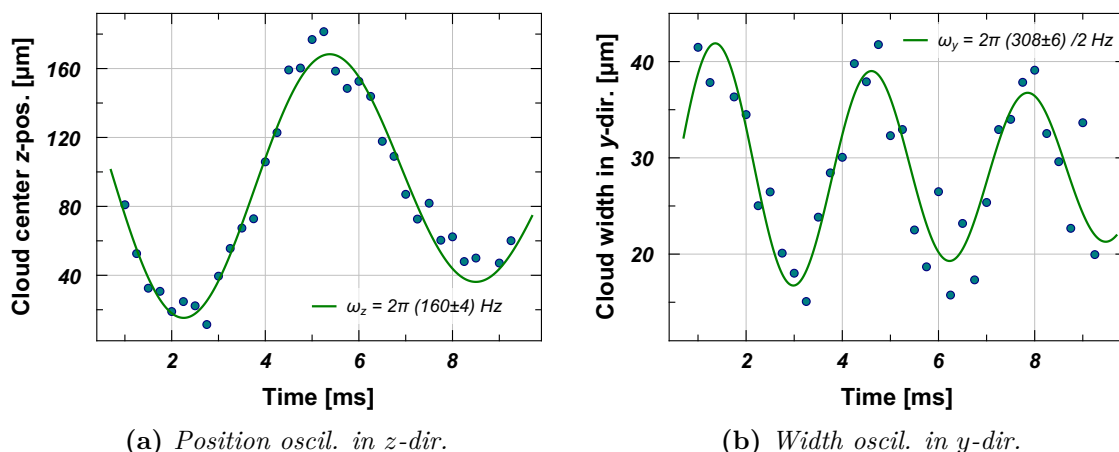 Cloud center z-pos. [µm]
160
120
80
40
ω_z = 2π (160±4) Hz
2 4 6 8
Time [ms]
(a) Position oscil. in z-dir.
Cloud width in y-dir. [µm]
ω_y = 2π (308±6) /2 Hz
40
30
20
2 4 6 8
Time [ms]
(b) Width oscil. in y-dir.